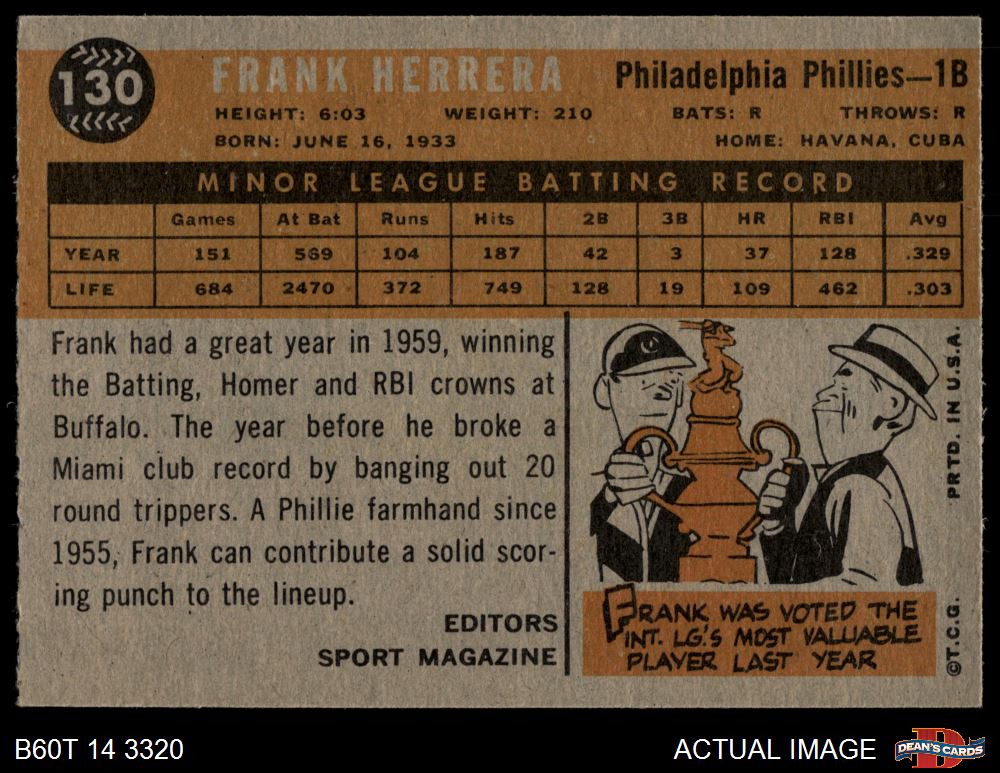 130
FRANK HERRERA Philadelphia Phillies—1B
HEIGHT: 6:03 WEIGHT: 210 BATS: R THROWS: R
BORN: JUNE 16, 1933 HOME: HAVANA, CUBA
MINOR LEAGUE BATTING RECORD
Games At Bat Runs Hits 2B 3B HR RBI Avg
YEAR 151 569 104 187 42 3 37 128 .329
LIFE 684 2470 372 749 128 19 109 462 .303
Frank had a great year in 1959, winning
the Batting, Homer and RBI crowns at
Buffalo. The year before he broke a
Miami club record by banging out 20
round trippers. A Phillie farmhand since
1955, Frank can contribute a solid scor-
ing punch to the lineup.
EDITORS
SPORT MAGAZINE
FRANK WAS VOTED THE
INT. LG.'S MOST VALUABLE
PLAYER LAST YEAR
©T.C.G. PRTD. IN U.S.A.
B60T 14 3320 ACTUAL IMAGE
DEAN'S CARDS